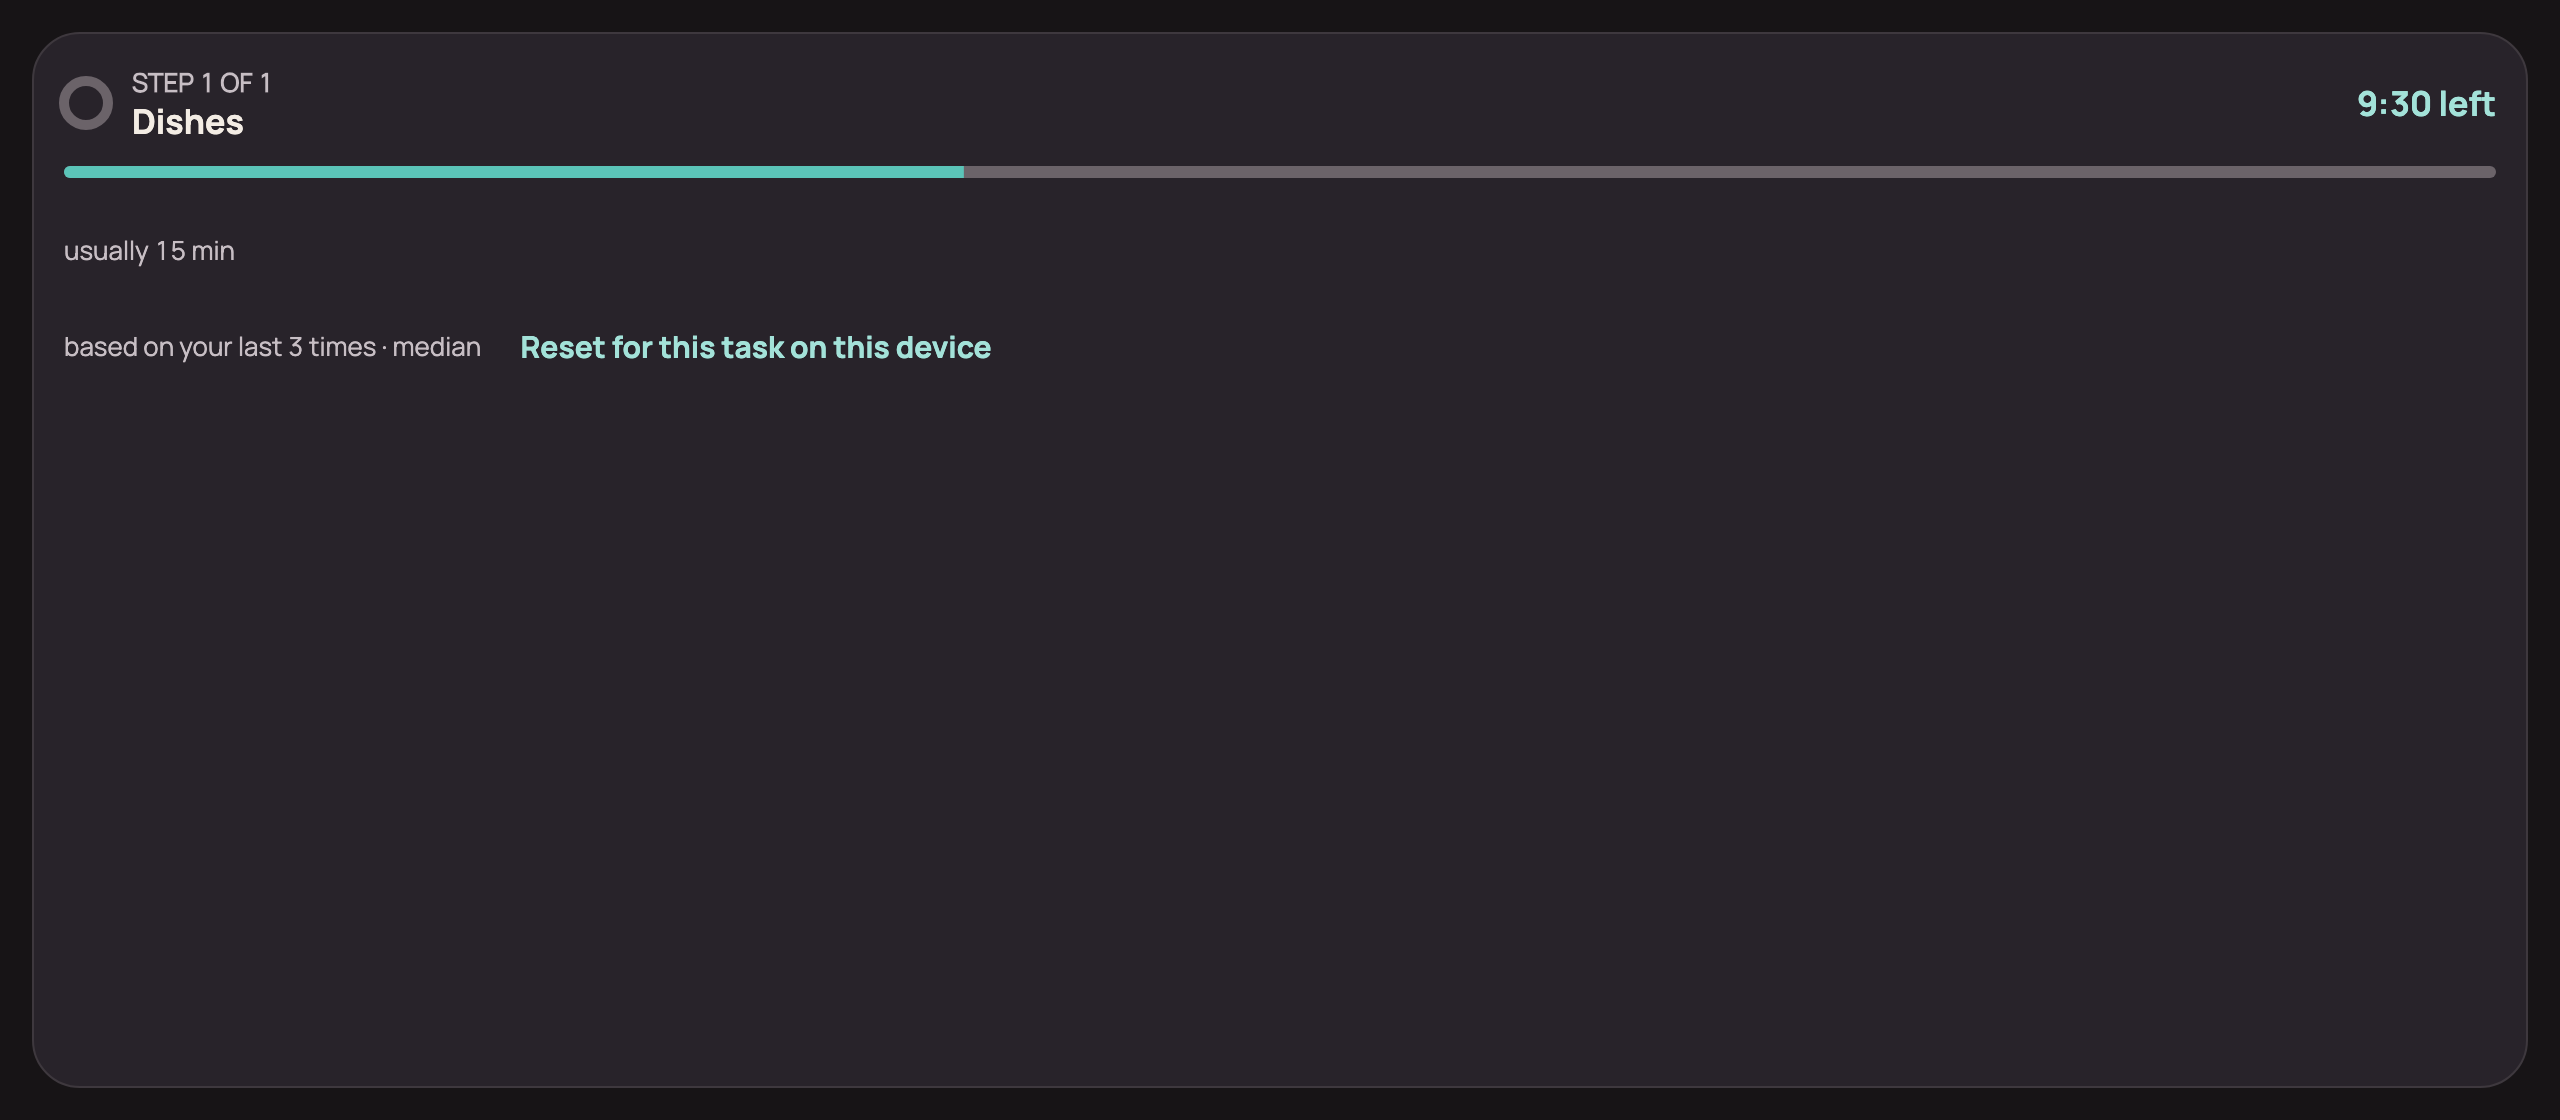 STEP 1 OF 1
Dishes
9:30 left
usually 15 min
based on your last 3 times · median
Reset for this task on this device